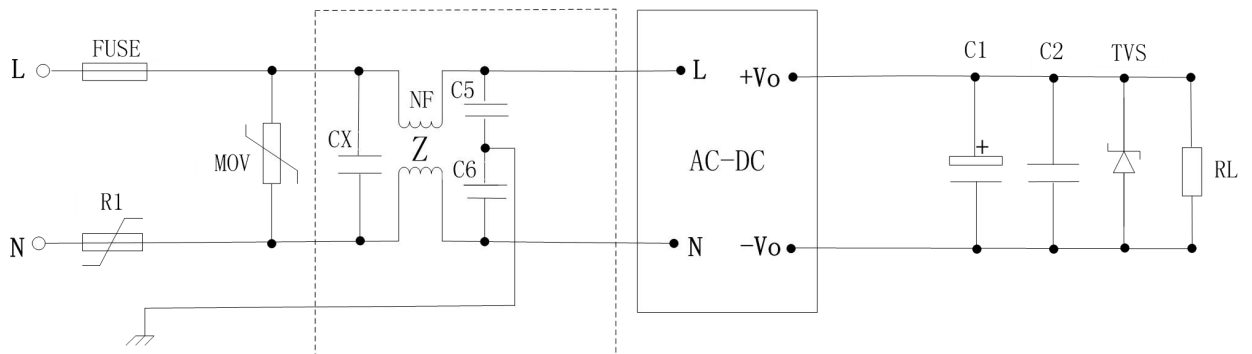 FUSE
C1
C2
TVS
L
L
+Vo
NF
C5
CX
Z
MOV
AC-DC
C6
+
RL
R1
N
N
-Vo